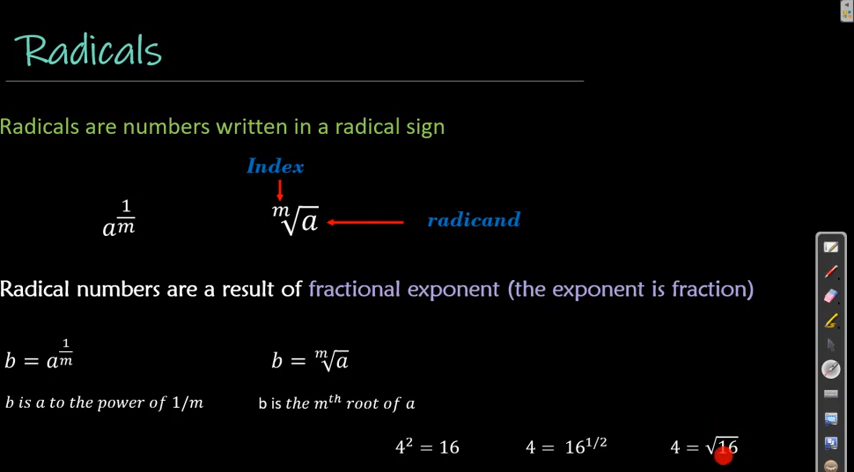 Radicals
Radicals are numbers written in a radical sign
Index
a^{1/m} ᵐ√a radicand
Radical numbers are a result of fractional exponent (the exponent is fraction)
b = a^{1/m} b = ᵐ√a
b is a to the power of 1/m b is the mᵗʰ root of a
4² = 16 4 = 16^{1/2} 4 = √16